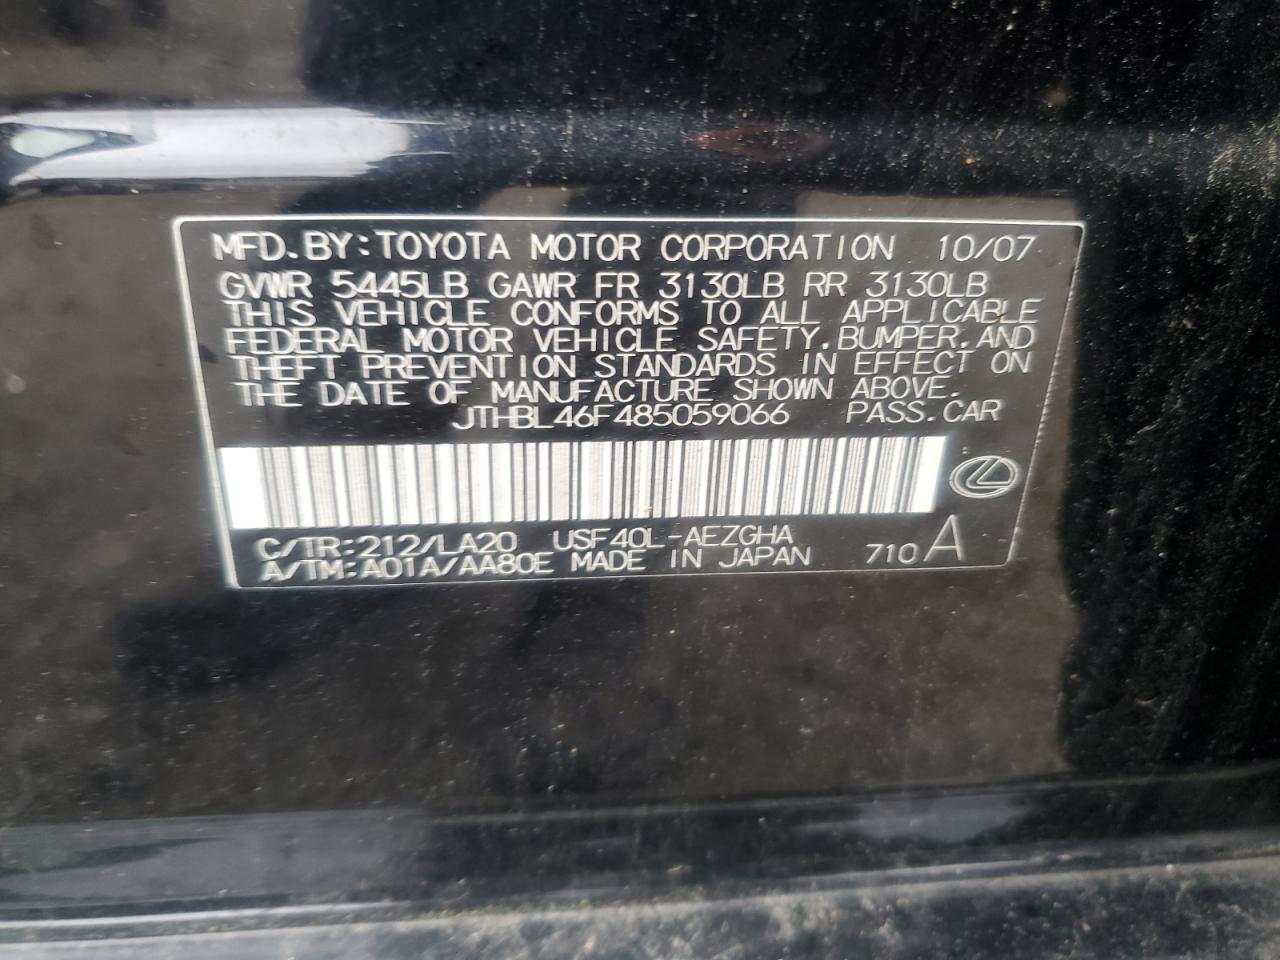 MFD.BY:TOYOTA MOTOR CORPORATION 10/07
GVWR 5445LB GAWR FR 3130LB RR 3130LB
THIS VEHICLE CONFORMS TO ALL APPLICABLE
FEDERAL MOTOR VEHICLE SAFETY,BUMPER,AND
THEFT PREVENTION STANDARDS IN EFFECT ON
THE DATE OF MANUFACTURE SHOWN ABOVE.
JTHBL46F485059066 PASS.CAR
C/TR:212/LA20 USF40L-AEZGHA
A/TM:A01A/AA80E MADE IN JAPAN 710 A